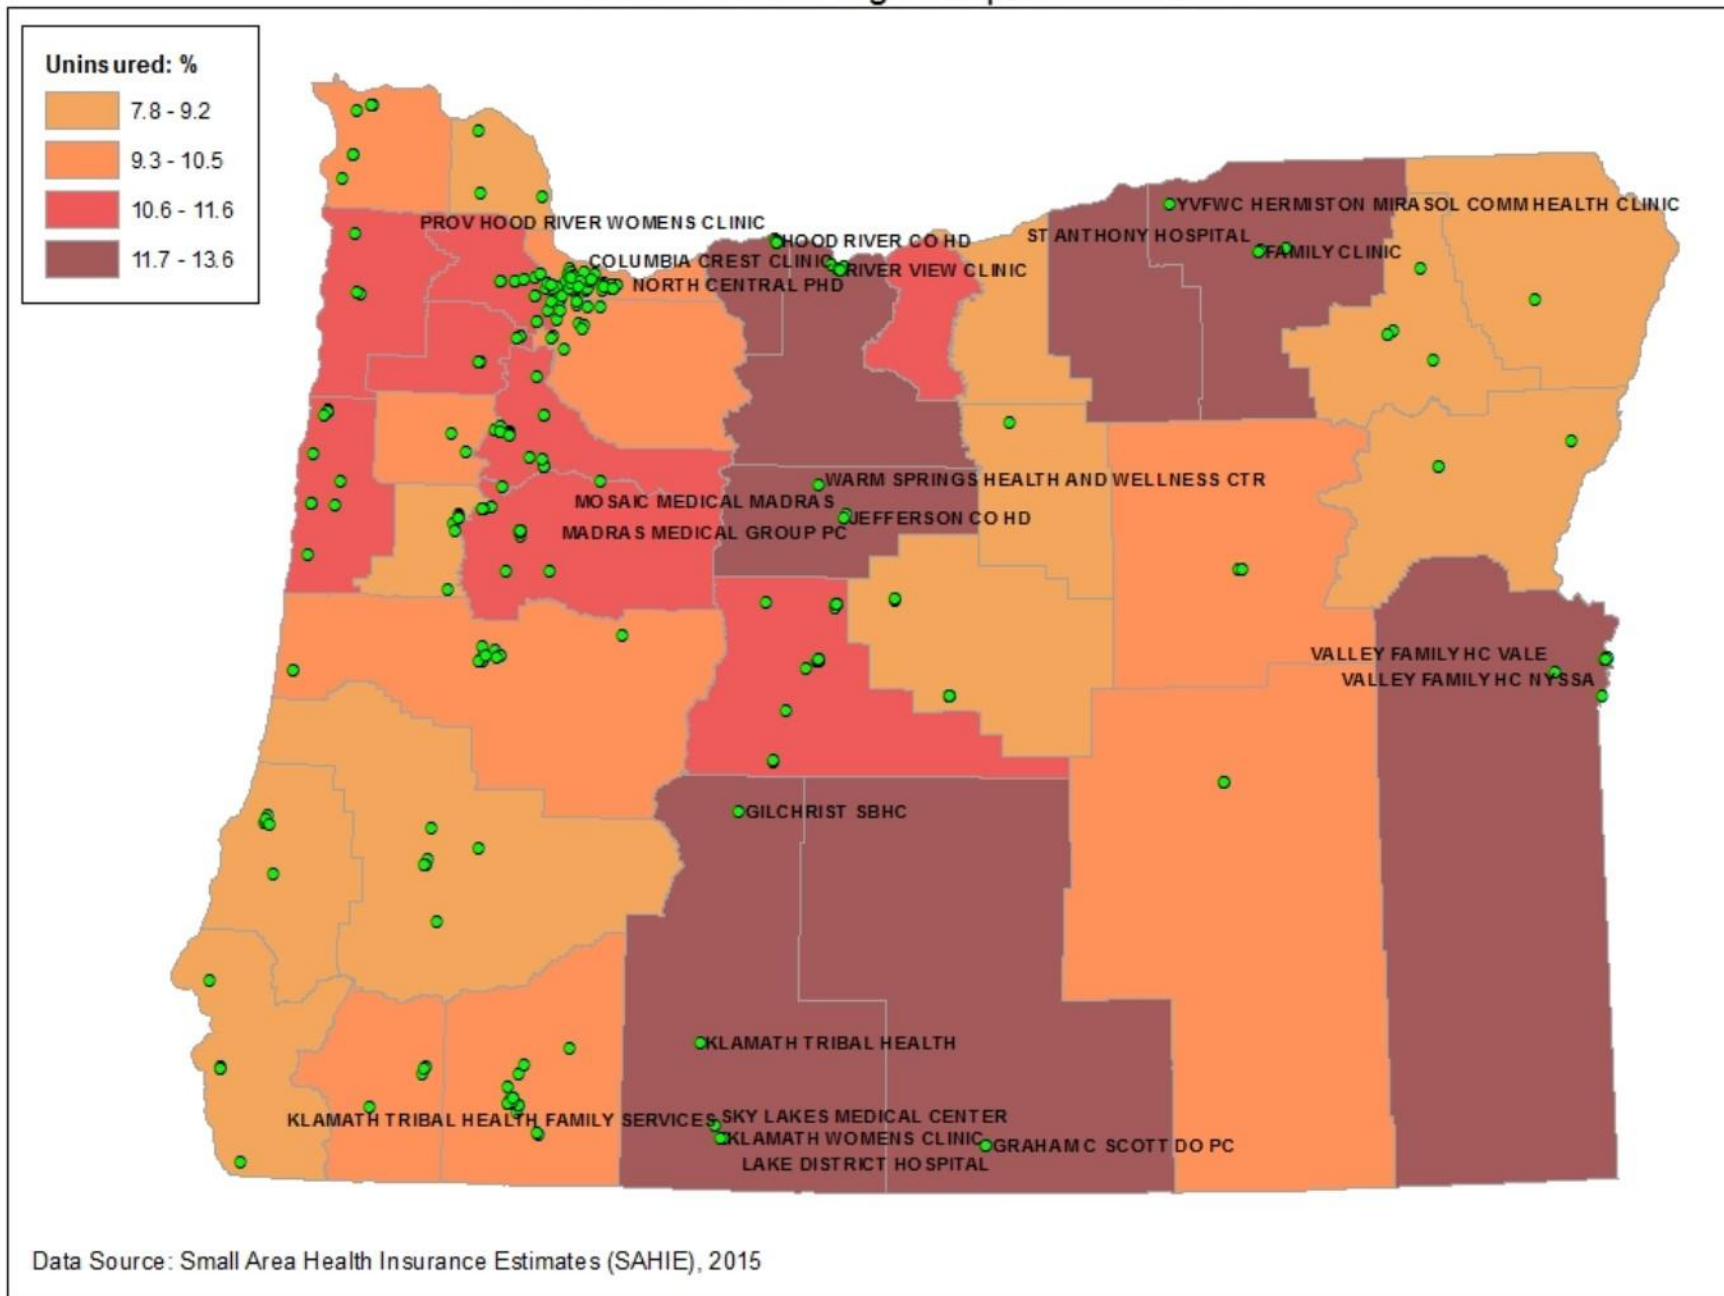 Uninsured: %
7.8 - 9.2
9.3 - 10.5
10.6 - 11.6
11.7 - 13.6
YVFWC HERMISTON MIRASOL COMM HEALTH CLINIC
PROV HOOD RIVER WOMENS CLINIC
HOOD RIVER CO HD
ST ANTHONY HOSPITAL
FAMILY CLINIC
COLUMBIA CREST CLINIC
RIVER VIEW CLINIC
NORTH CENTRAL PHD
WARM SPRINGS HEALTH AND WELLNESS CTR
MOSAIC MEDICAL MADRAS
JEFFERSON CO HD
MADRAS MEDICAL GROUP PC
VALLEY FAMILY HC VALE
VALLEY FAMILY HC NYSSA
GILCHRIST SBHC
KLAMATH TRIBAL HEALTH
KLAMATH TRIBAL HEALTH FAMILY SERVICES
SKY LAKES MEDICAL CENTER
KLAMATH WOMENS CLINIC
GRAHAM C SCOTT DO PC
LAKE DISTRICT HOSPITAL
Data Source: Small Area Health Insurance Estimates (SAHIE), 2015